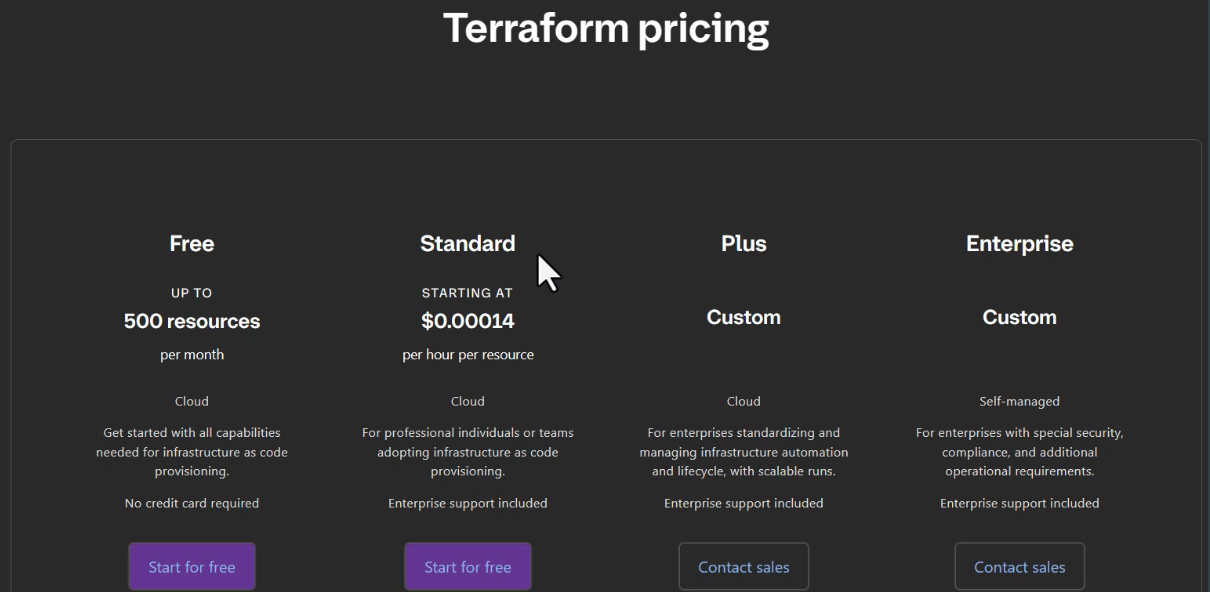 Terraform pricing
Free
UP TO
500 resources
per month
Cloud
Get started with all capabilities
needed for infrastructure as code
provisioning.
No credit card required
Start for free
Standard
STARTING AT
$0.00014
per hour per resource
Cloud
For professional individuals or teams
adopting infrastructure as code
provisioning.
Enterprise support included
Start for free
Plus
Custom
Cloud
For enterprises standardizing and
managing infrastructure automation
and lifecycle, with scalable runs.
Enterprise support included
Contact sales
Enterprise
Custom
Self-managed
For enterprises with special security,
compliance, and additional
operational requirements.
Enterprise support included
Contact sales